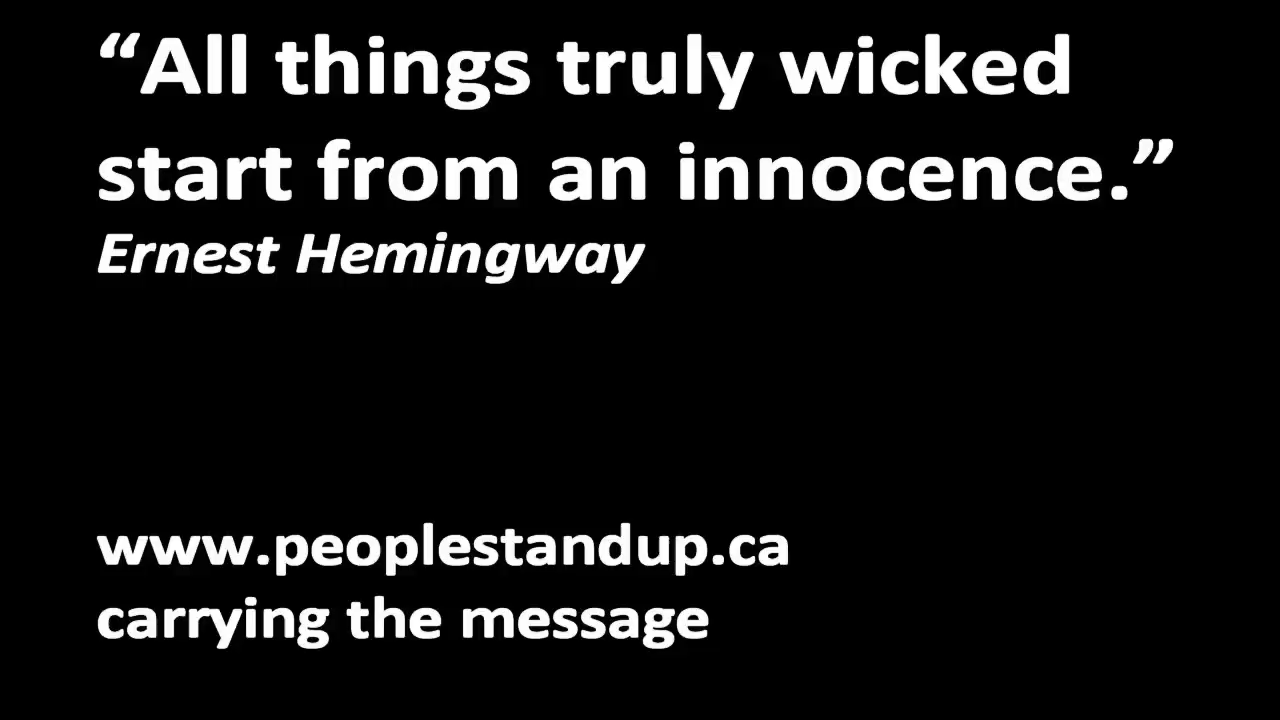 “All things truly wicked
start from an innocence.”
Ernest Hemingway
www.peoplestandup.ca
carrying the message